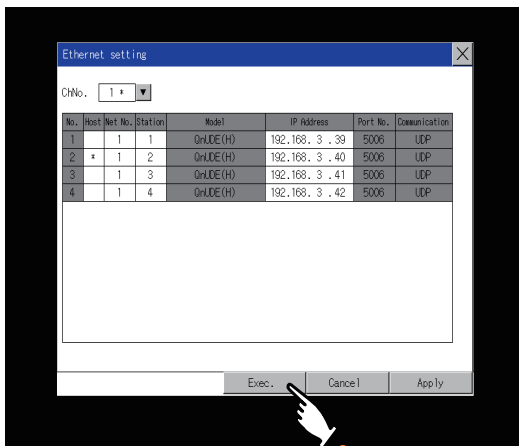 Ethernet setting
ChNo. 1 * ▼
No. Host Net No. Station Model IP Address Port No. Communication
1 1 1 QnUDE(H) 192.168. 3 .39 5006 UDP
2 * 1 2 QnUDE(H) 192.168. 3 .40 5006 UDP
3 1 3 QnUDE(H) 192.168. 3 .41 5006 UDP
4 1 4 QnUDE(H) 192.168. 3 .42 5006 UDP
Exec. Cancel Apply